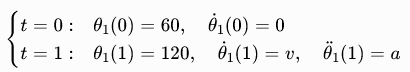 t = 0 :   θ₁(0) = 60,   θ̇₁(0) = 0
t = 1 :   θ₁(1) = 120,   θ̇₁(1) = v,   θ̈₁(1) = a